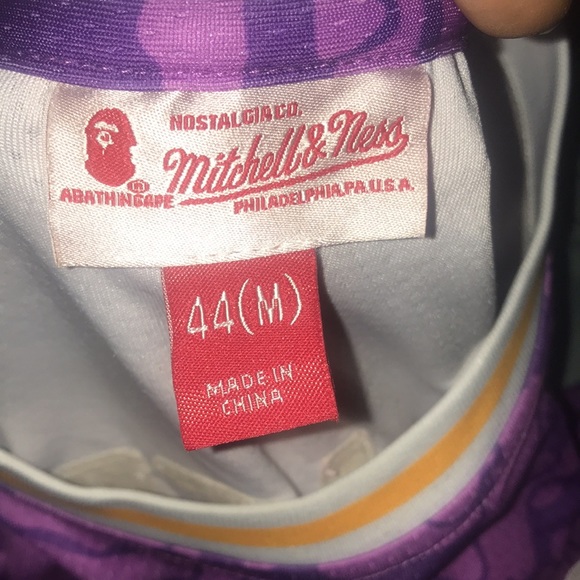 NOSTALGIA CO.
Mitchell & Ness
PHILADELPHIA, PA. U.S.A.
A BATHING APE
44(M)
MADE IN
CHINA